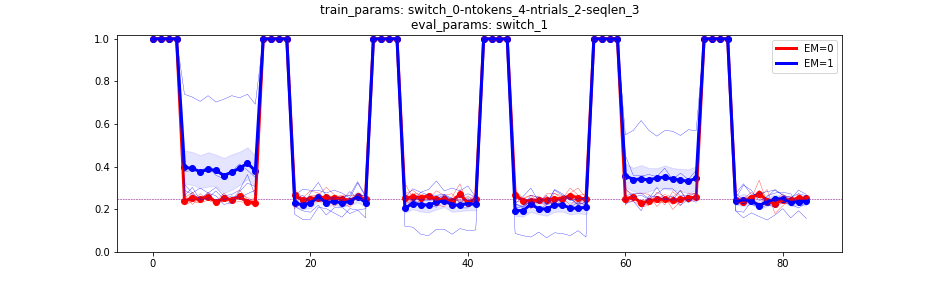 train_params: switch_0-ntokens_4-ntrials_2-seqlen_3
eval_params: switch_1
EM=0
EM=1
1.0
0.8
0.6
0.4
0.2
0.0
0
20
40
60
80